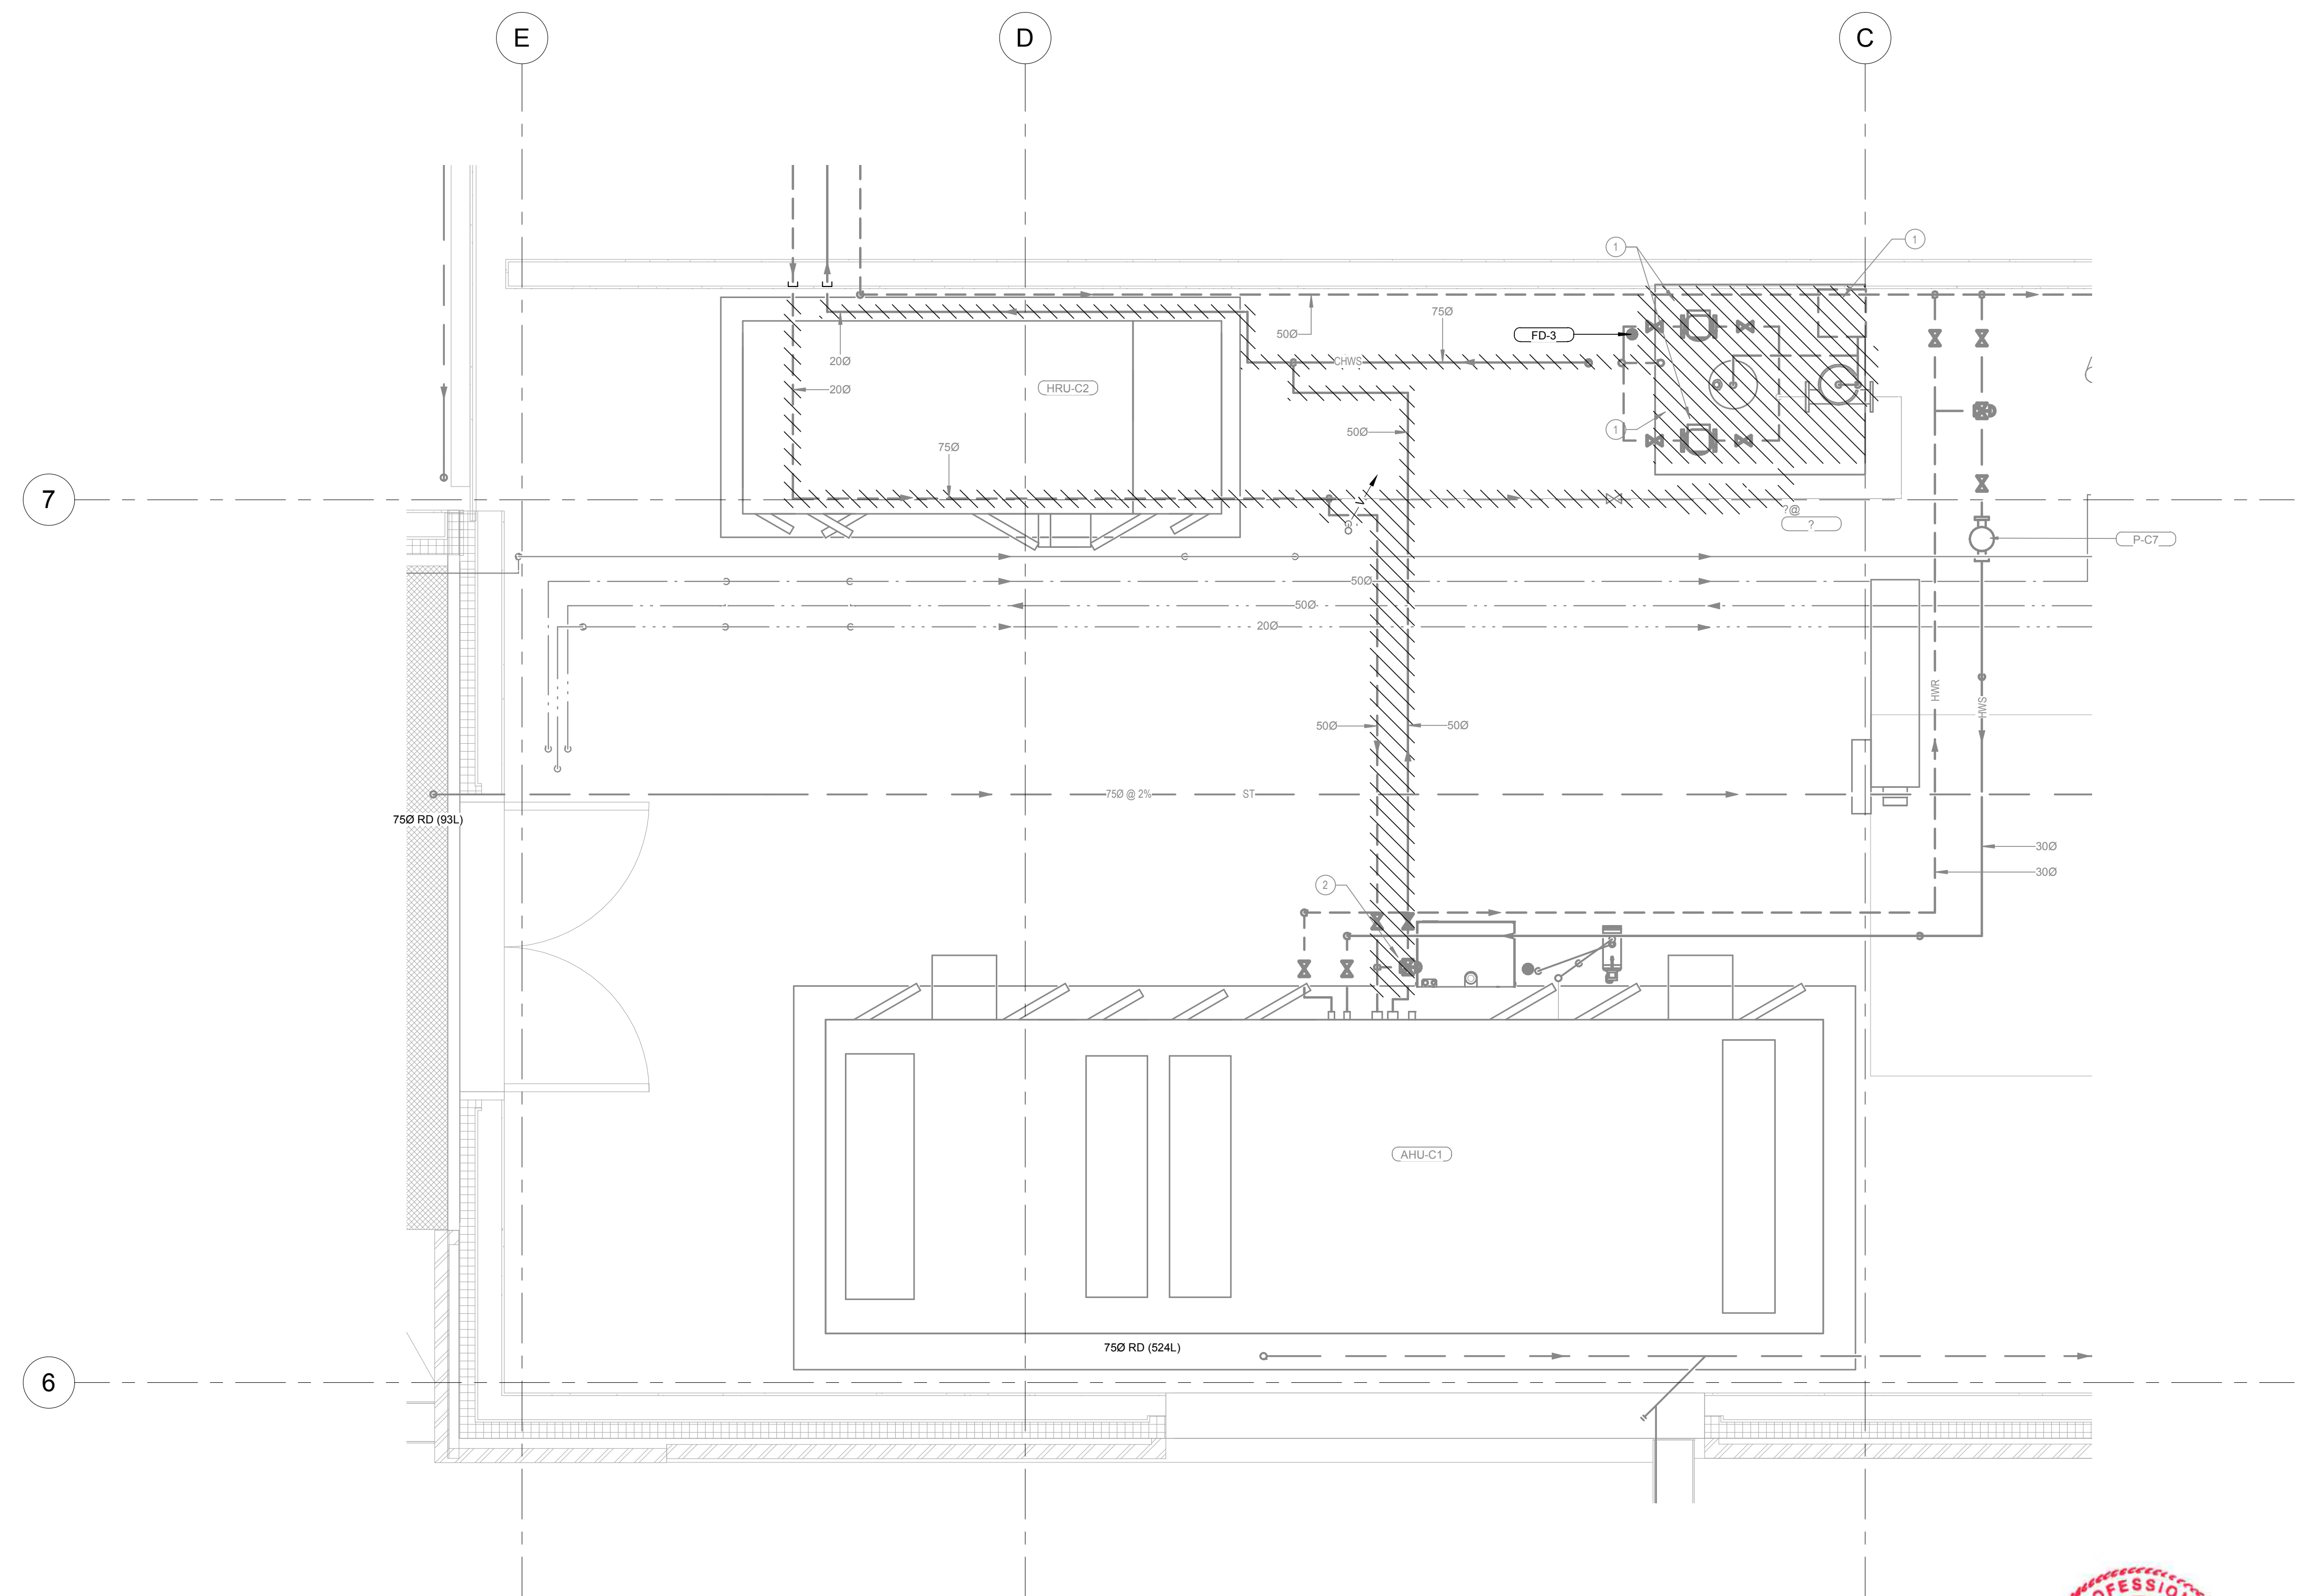 E
D
C
1
1
50Ø
75Ø
FD-3
20Ø
CHWS
20Ø
HRU-C2
1
50Ø
75Ø
7
?@
?
P-C7
50Ø
50Ø
20Ø
HWR
HWS
50Ø
50Ø
75Ø @ 2%
ST
75Ø RD (93L)
30Ø
30Ø
2
AHU-C1
75Ø RD (524L)
6